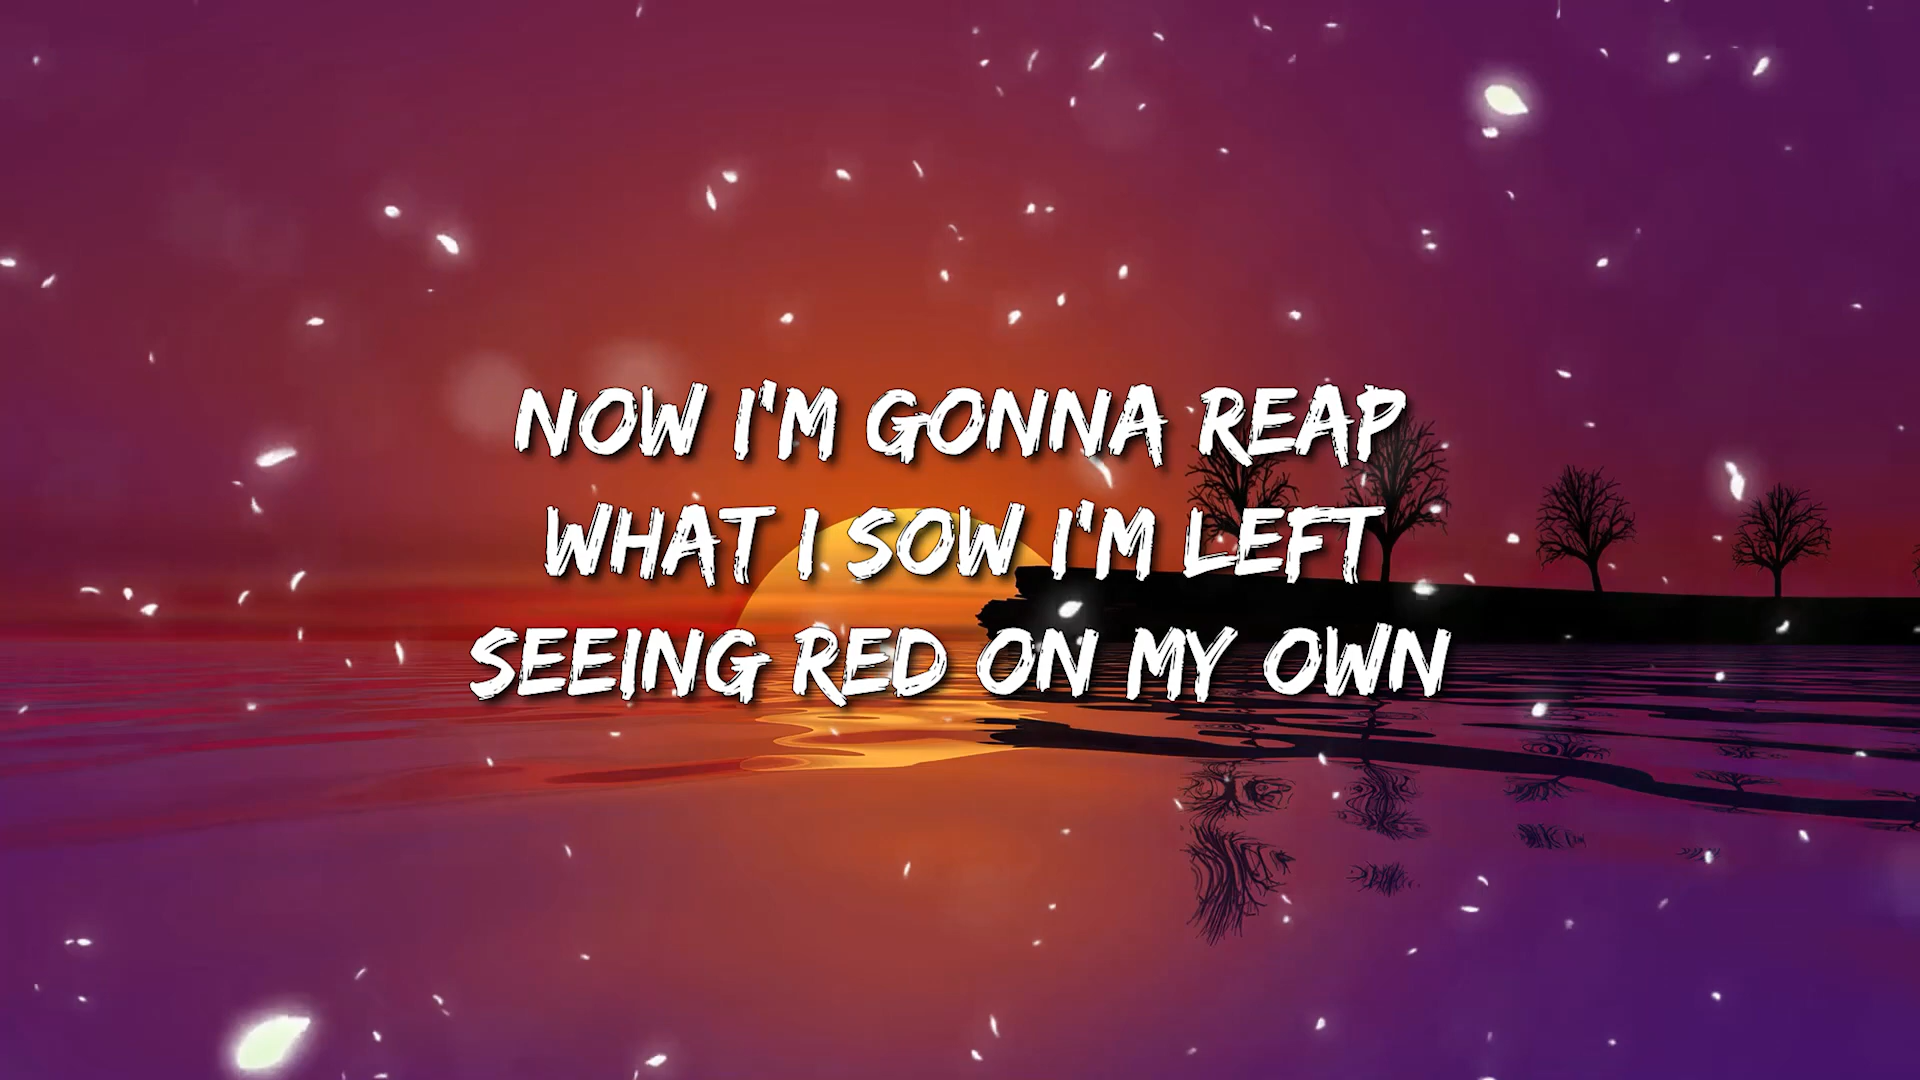 NOW I'M GONNA REAP
WHAT I SOW I'M LEFT
SEEING RED ON MY OWN